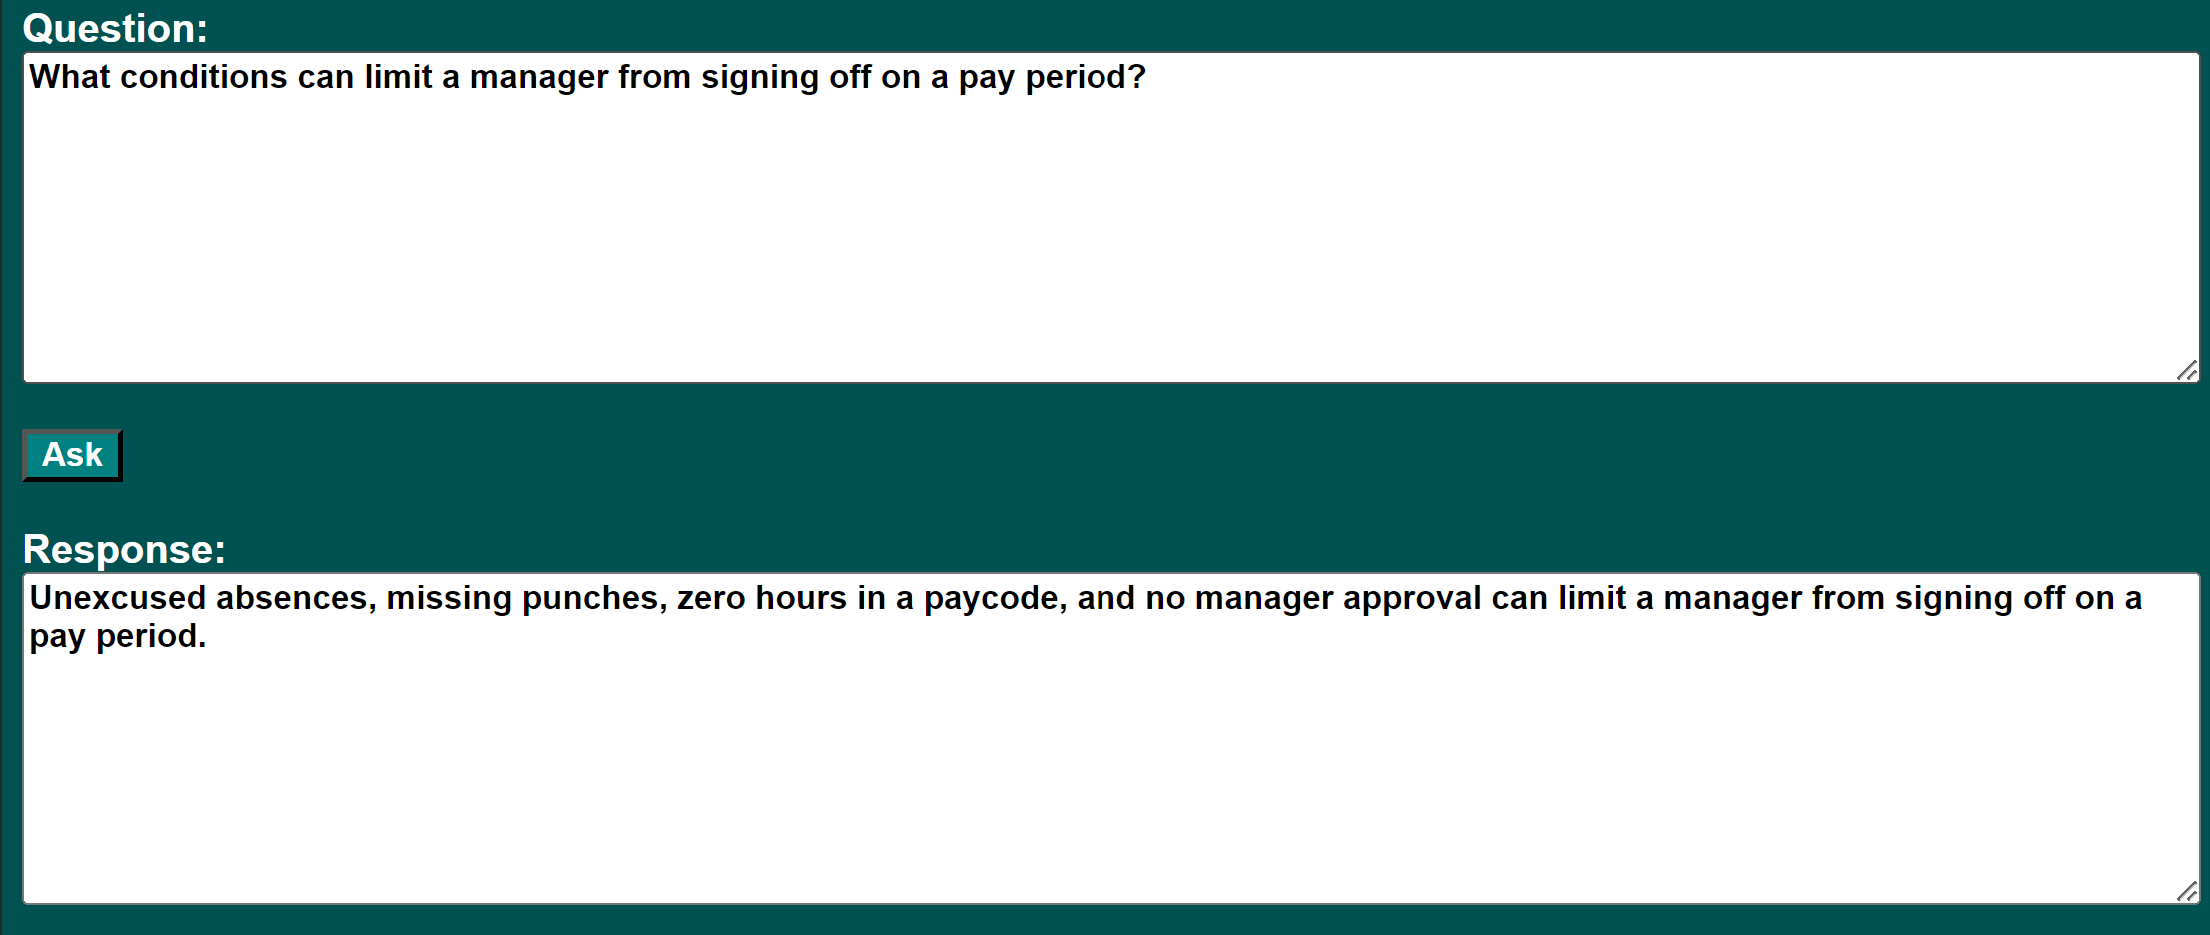 Question:
What conditions can limit a manager from signing off on a pay period?
Ask
Response:
Unexcused absences, missing punches, zero hours in a paycode, and no manager approval can limit a manager from signing off on a
pay period.